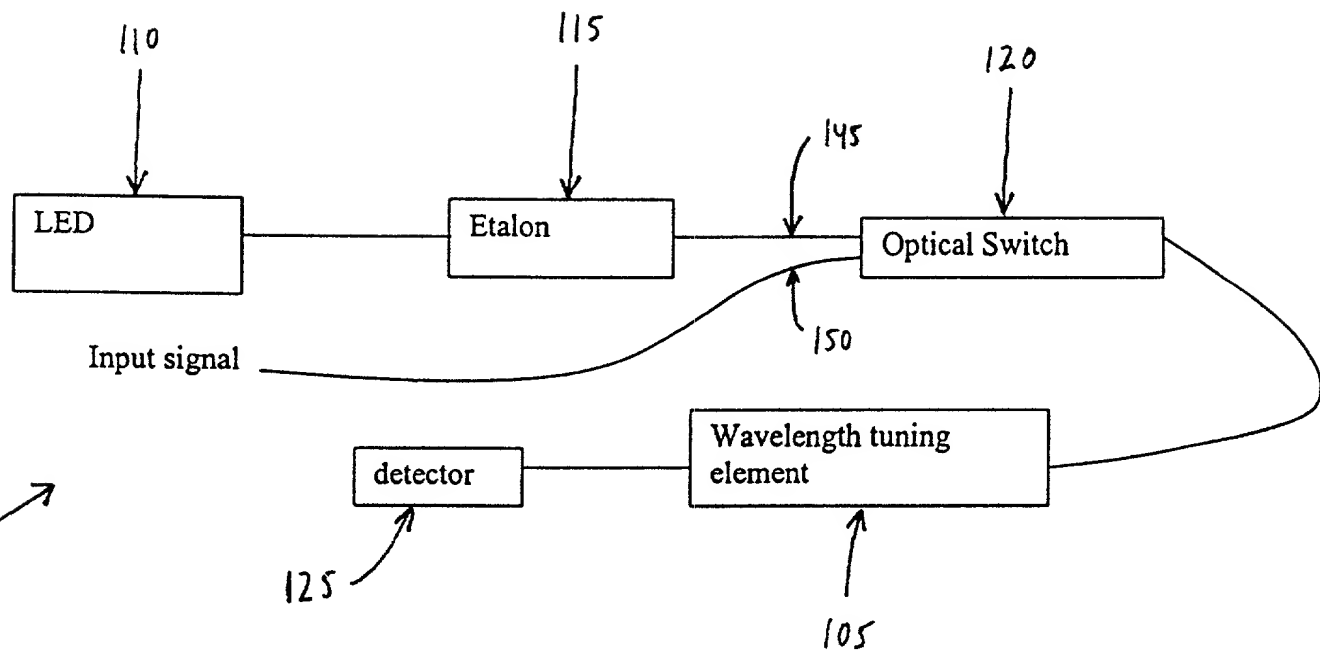 110
115
120
145
LED
Etalon
Optical Switch
150
Input signal
Wavelength tuning
element
detector
125
105